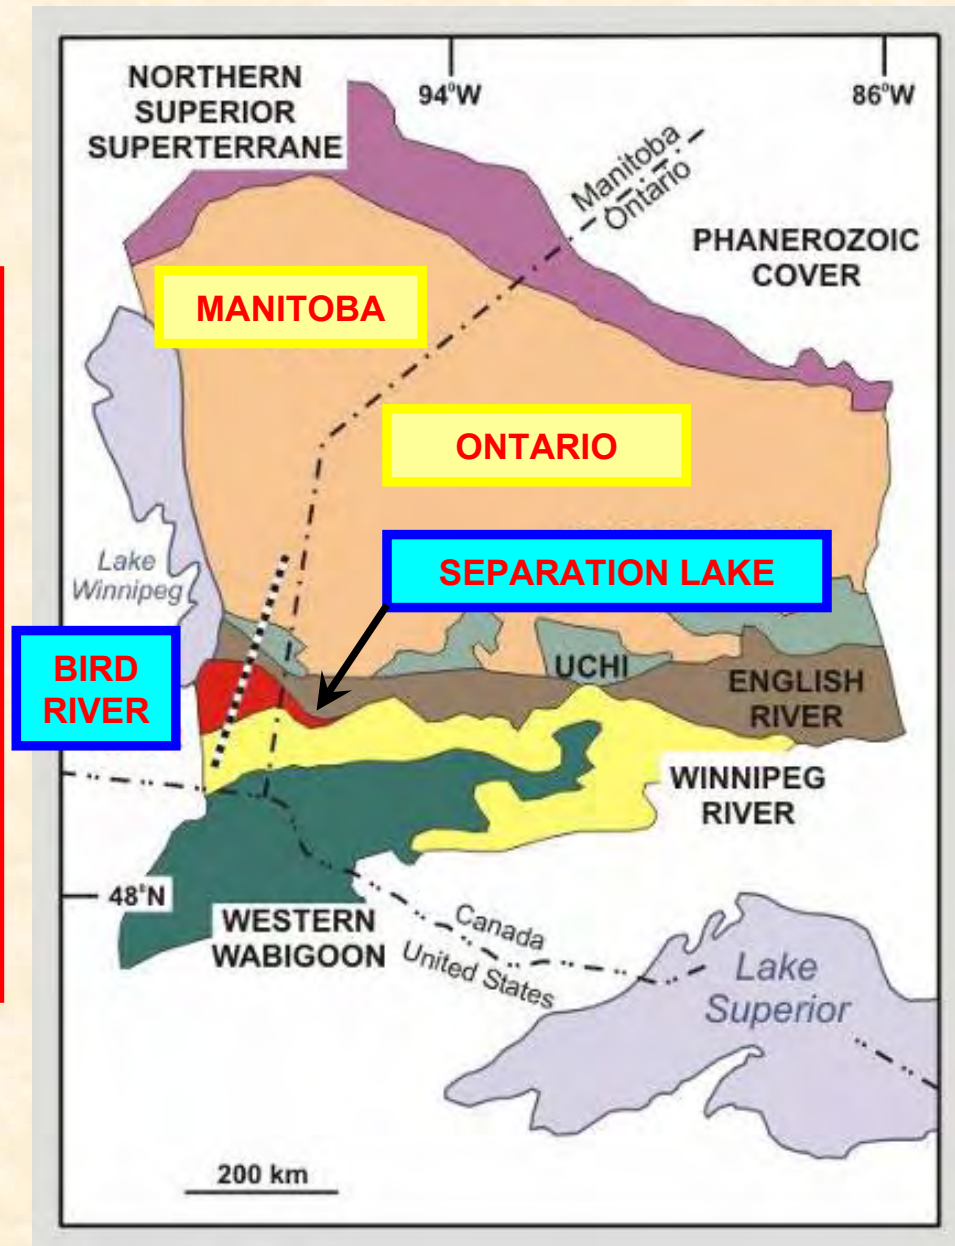 NORTHERN
SUPERIOR
SUPERTERRANE
94°W
86°W
Manitoba
Ontario
PHANEROZOIC
COVER
MANITOBA
ONTARIO
Lake
Winnipeg
SEPARATION LAKE
BIRD
RIVER
UCHI
ENGLISH
RIVER
WINNIPEG
RIVER
48°N
WESTERN
WABIGOON
Canada
United States
Lake
Superior
200 km